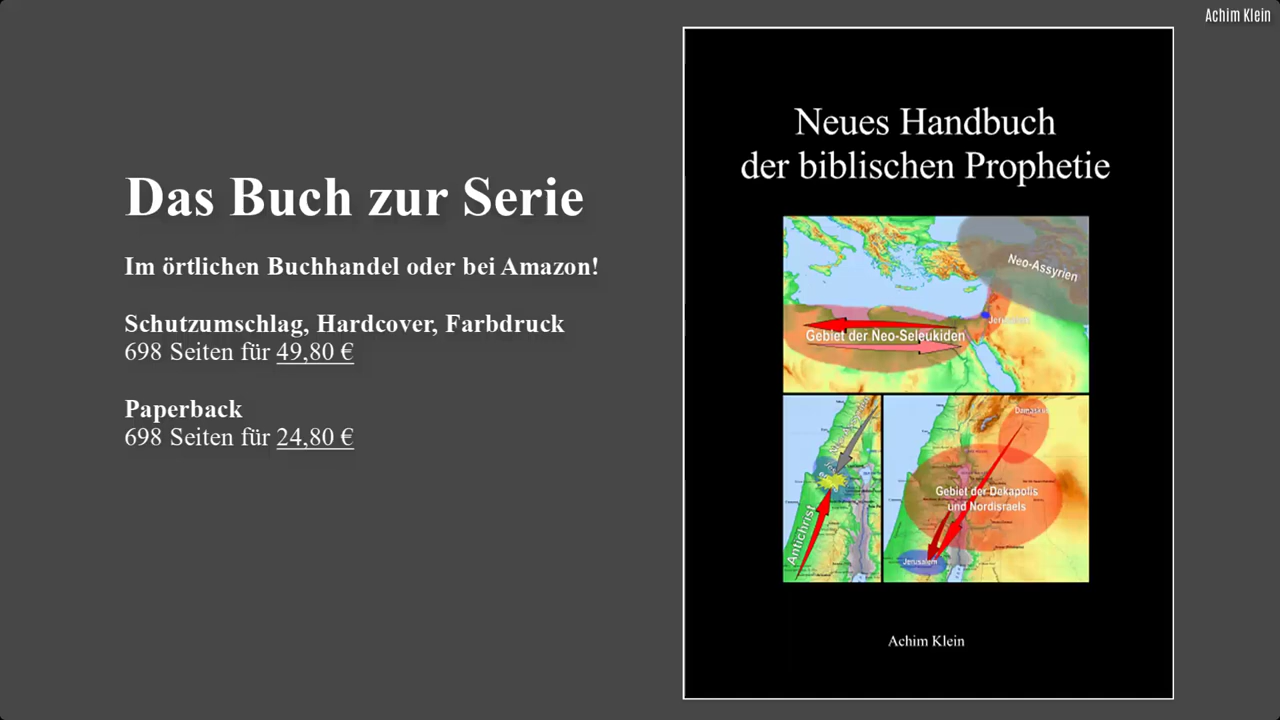 Achim Klein
Das Buch zur Serie
Im örtlichen Buchhandel oder bei Amazon!
Schutzumschlag, Hardcover, Farbdruck
698 Seiten für 49,80 €
Paperback
698 Seiten für 24,80 €
Neues Handbuch
der biblischen Prophetie
Neo-Assyrien
Jerusalem
Gebiet der Neo-Seleukiden
Antichrist
Damaskus
Gebiet der Dekapolis
und Nordisraels
Jerusalem
Achim Klein